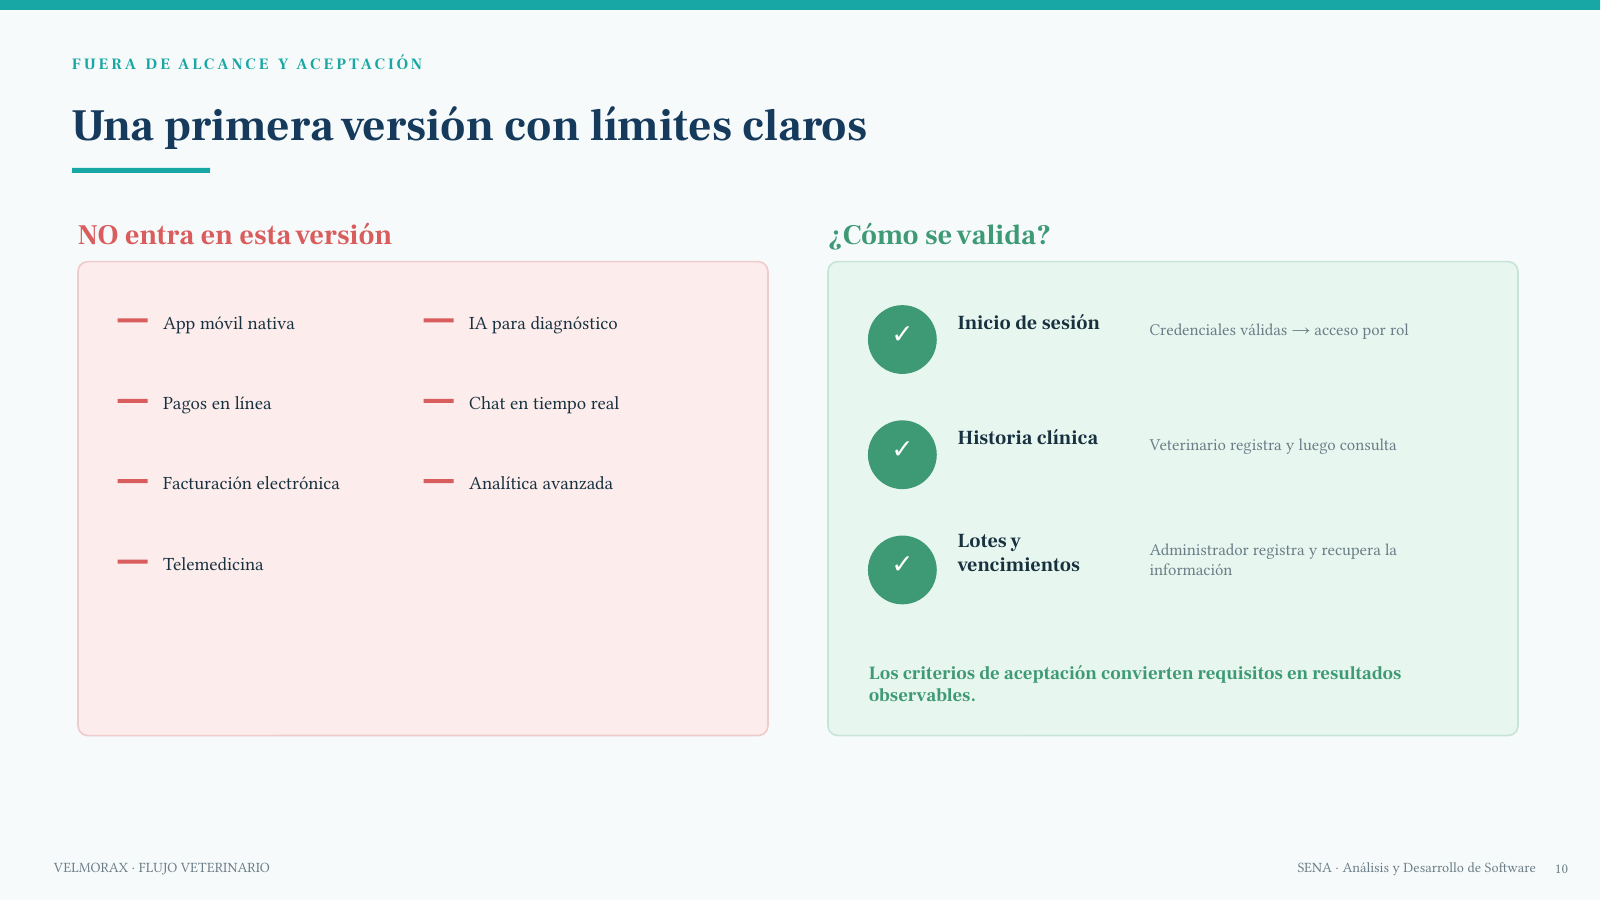 FUERA DE ALCANCE Y ACEPTACIÓN
Una primera versión con límites claros
NO entra en esta versión
App móvil nativa
IA para diagnóstico
Pagos en línea
Chat en tiempo real
Facturación electrónica
Analítica avanzada
Telemedicina
¿Cómo se valida?
✓ Inicio de sesión
Credenciales válidas → acceso por rol
✓ Historia clínica
Veterinario registra y luego consulta
✓ Lotes y
vencimientos
Administrador registra y recupera la
información
Los criterios de aceptación convierten requisitos en resultados
observables.
VELMORAX · FLUJO VETERINARIO
SENA · Análisis y Desarrollo de Software 10